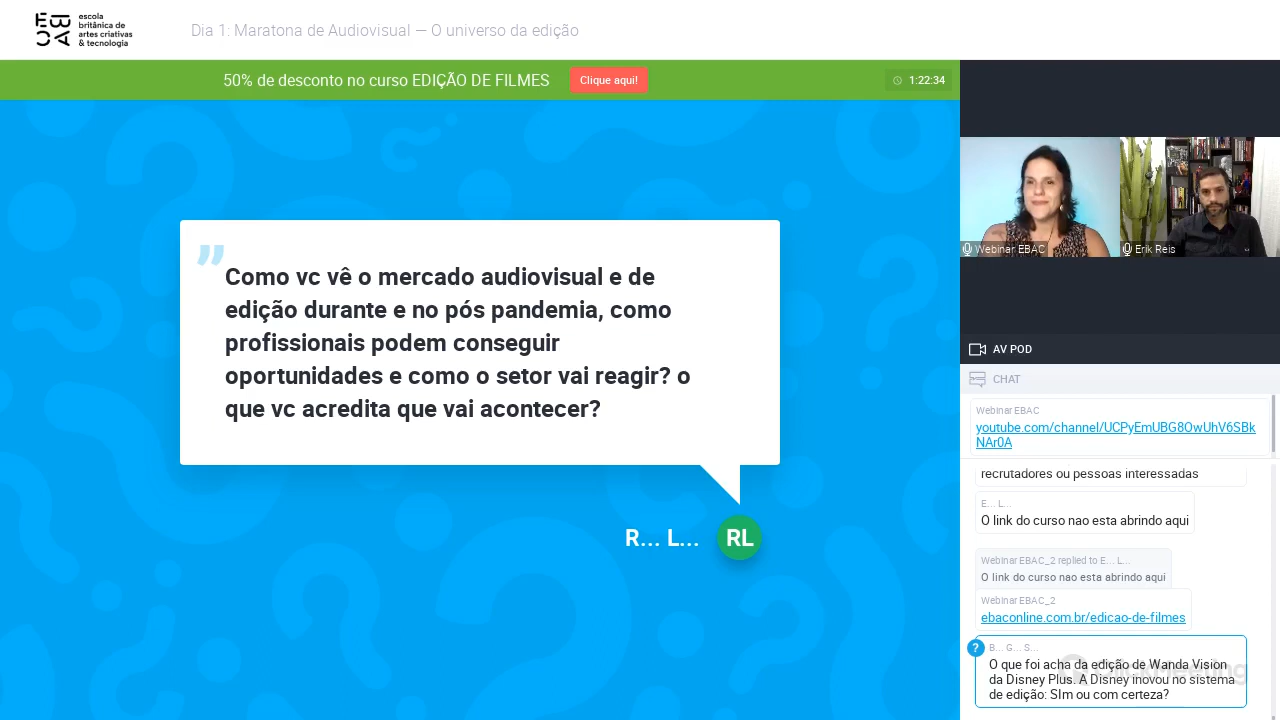 EBAC
escola
britânica de
artes criativas
& tecnologia
Dia 1: Maratona de Audiovisual — O universo da edição
50% de desconto no curso EDIÇÃO DE FILMES
Clique aqui!
1:22:34
Como vc vê o mercado audiovisual e de
edição durante e no pós pandemia, como
profissionais podem conseguir
oportunidades e como o setor vai reagir? o
que vc acredita que vai acontecer?
R... L...
RL
Webinar EBAC
Erik Reis
AV POD
CHAT
Webinar EBAC
youtube.com/channel/UCPyEmUBG8OwUhV6SBk
NAr0A
recrutadores ou pessoas interessadas
E... L...
O link do curso nao esta abrindo aqui
Webinar EBAC_2 replied to E... L...
O link do curso nao esta abrindo aqui
Webinar EBAC_2
ebaconline.com.br/edicao-de-filmes
?
B... G... S...
O que foi acha da edição de Wanda Vision
da Disney Plus. A Disney inovou no sistema
de edição: SIm ou com certeza?